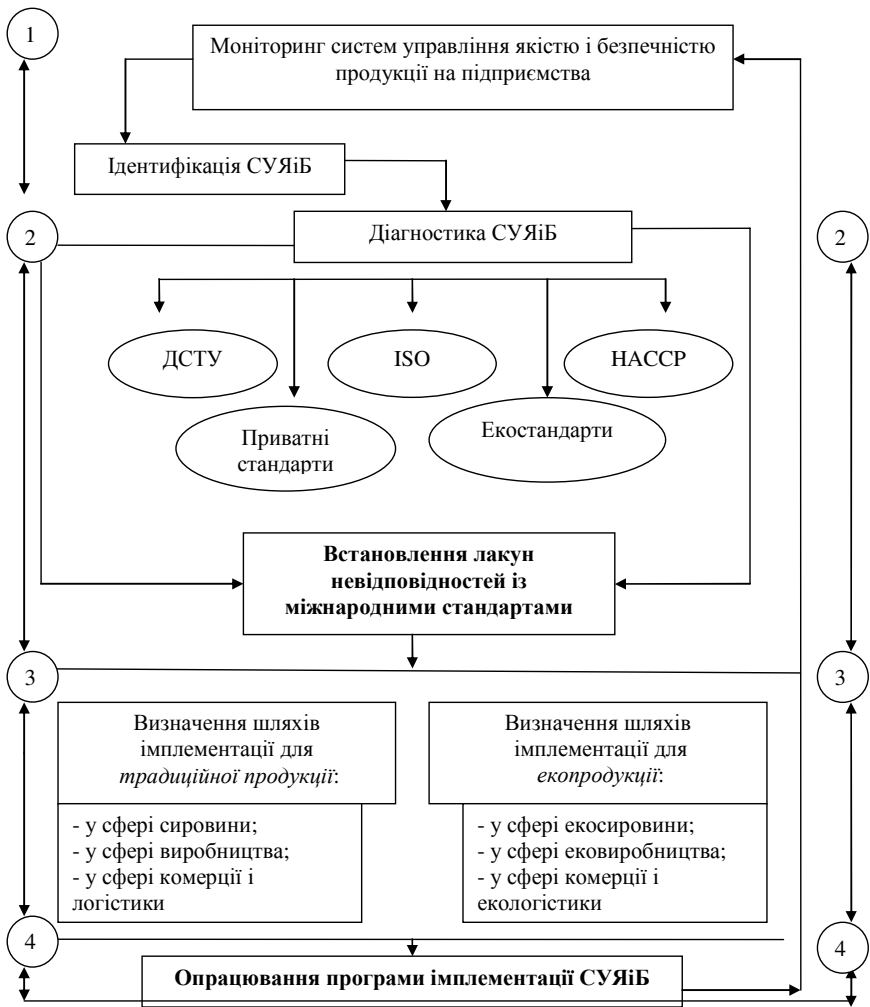 1
Моніторинг систем управління якістю і безпечністю
продукції на підприємства
Ідентифікація СУЯіБ
2
Діагностика СУЯіБ
2
ДСТУ
ISO
НАССР
Приватні
стандарти
Екостандарти
Встановлення лакун
невідповідностей із
міжнародними стандартами
3
3
Визначення шляхів
імплементації для
традиційної продукції:
- у сфері сировини;
- у сфері виробництва;
- у сфері комерції і
логістики
Визначення шляхів
імплементації для
екопродукції:
- у сфері екосировини;
- у сфері ековиробництва;
- у сфері комерції і
екологістики
4
4
Опрацювання програми імплементації СУЯіБ